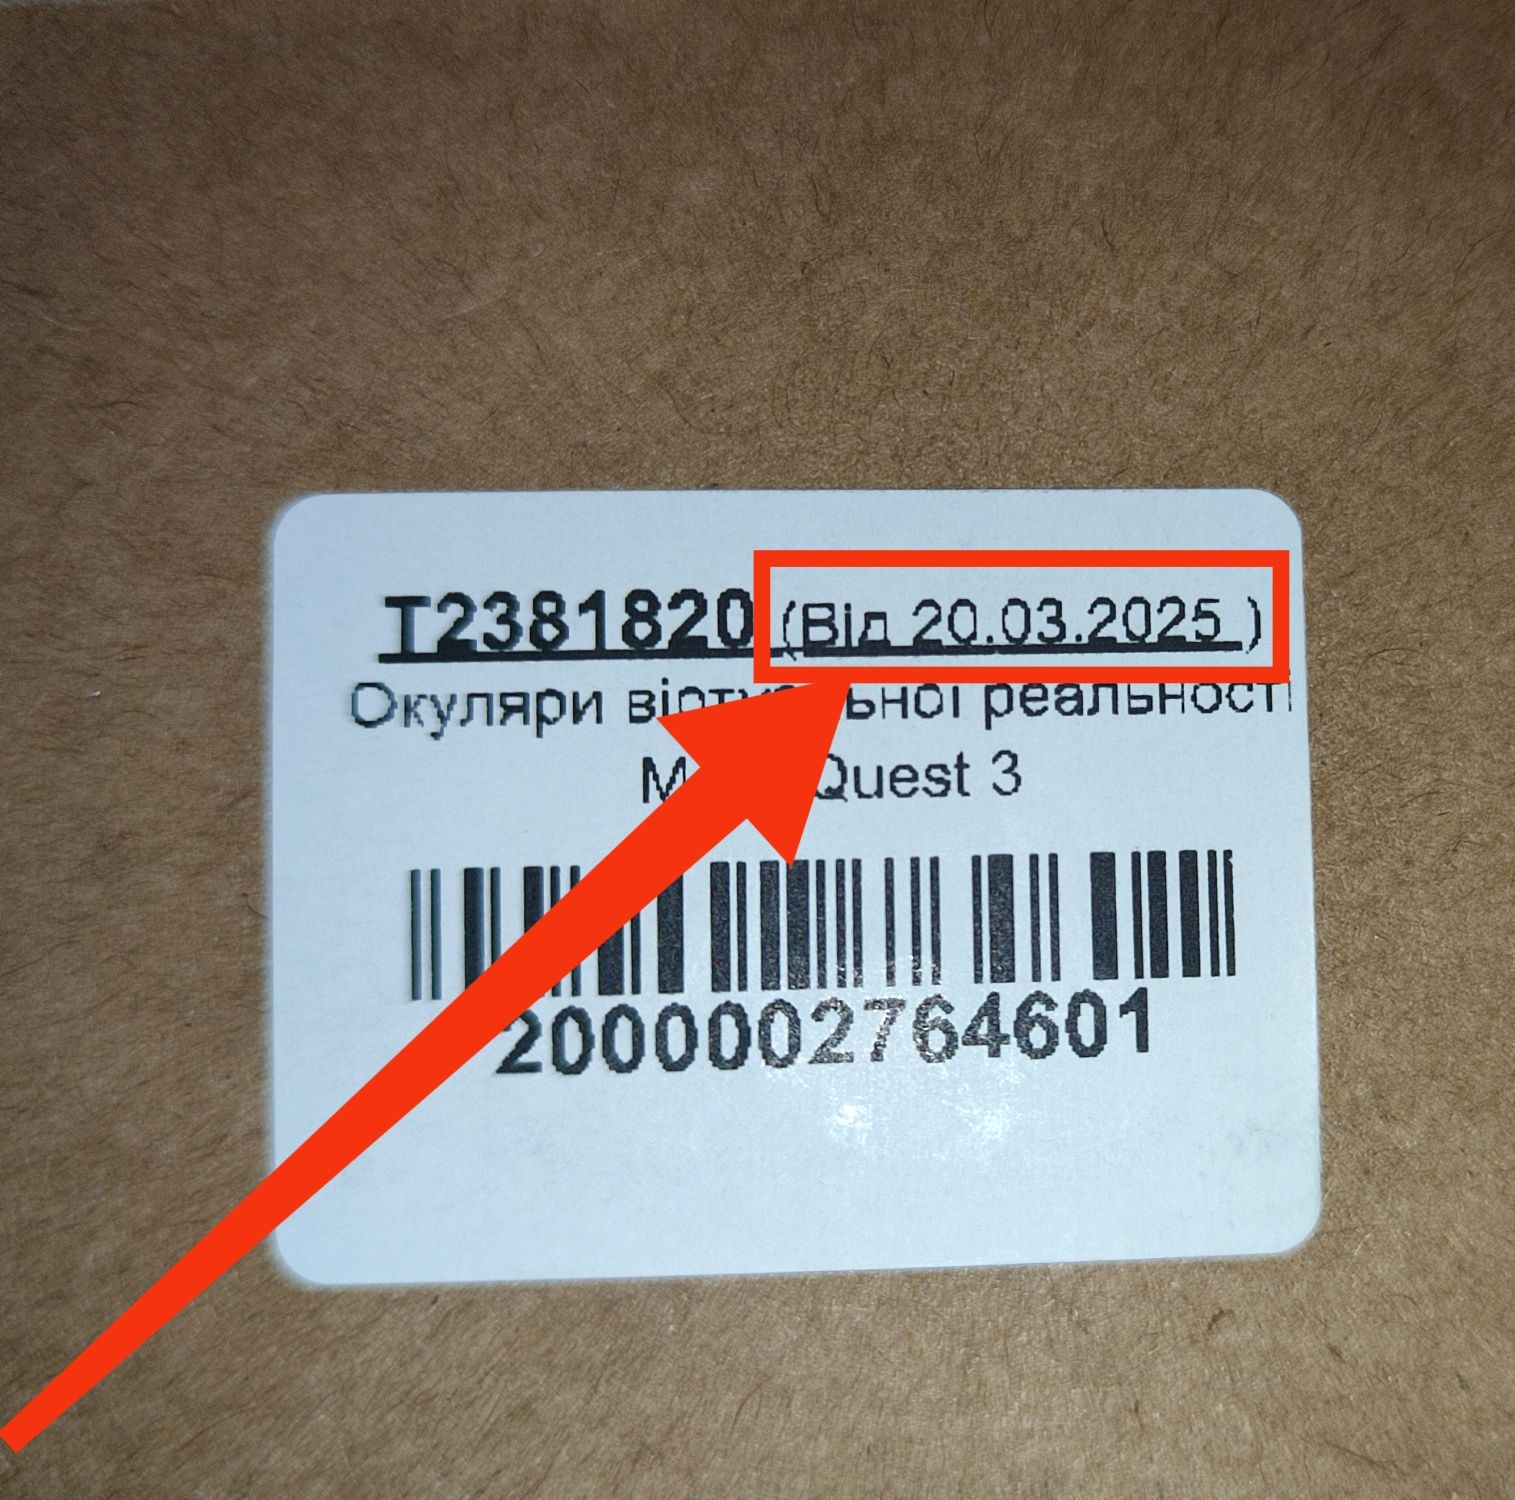 T2381820 (Від 20.03.2025 )
Окуляри реальності
Quest 3
2000002764601